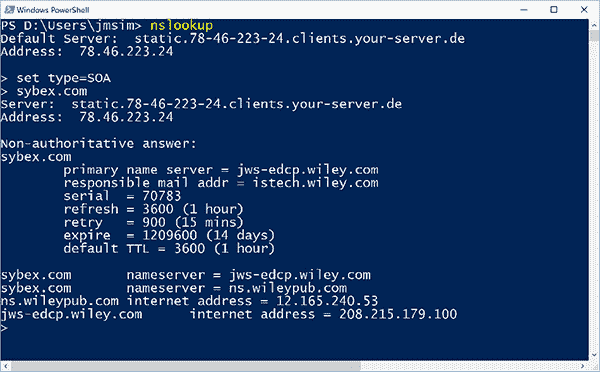 Windows PowerShell
PS D:\Users\jmsim> nslookup
Default Server:  static.78-46-223-24.clients.your-server.de
Address:  78.46.223.24
> set type=SOA
> sybex.com
Server:  static.78-46-223-24.clients.your-server.de
Address:  78.46.223.24
Non-authoritative answer:
sybex.com
        primary name server = jws-edcp.wiley.com
        responsible mail addr = istech.wiley.com
        serial  = 70783
        refresh = 3600 (1 hour)
        retry   = 900 (15 mins)
        expire  = 1209600 (14 days)
        default TTL = 3600 (1 hour)
sybex.com       nameserver = jws-edcp.wiley.com
sybex.com       nameserver = ns.wileypub.com
ns.wileypub.com internet address = 12.165.240.53
jws-edcp.wiley.com      internet address = 208.215.179.100
>